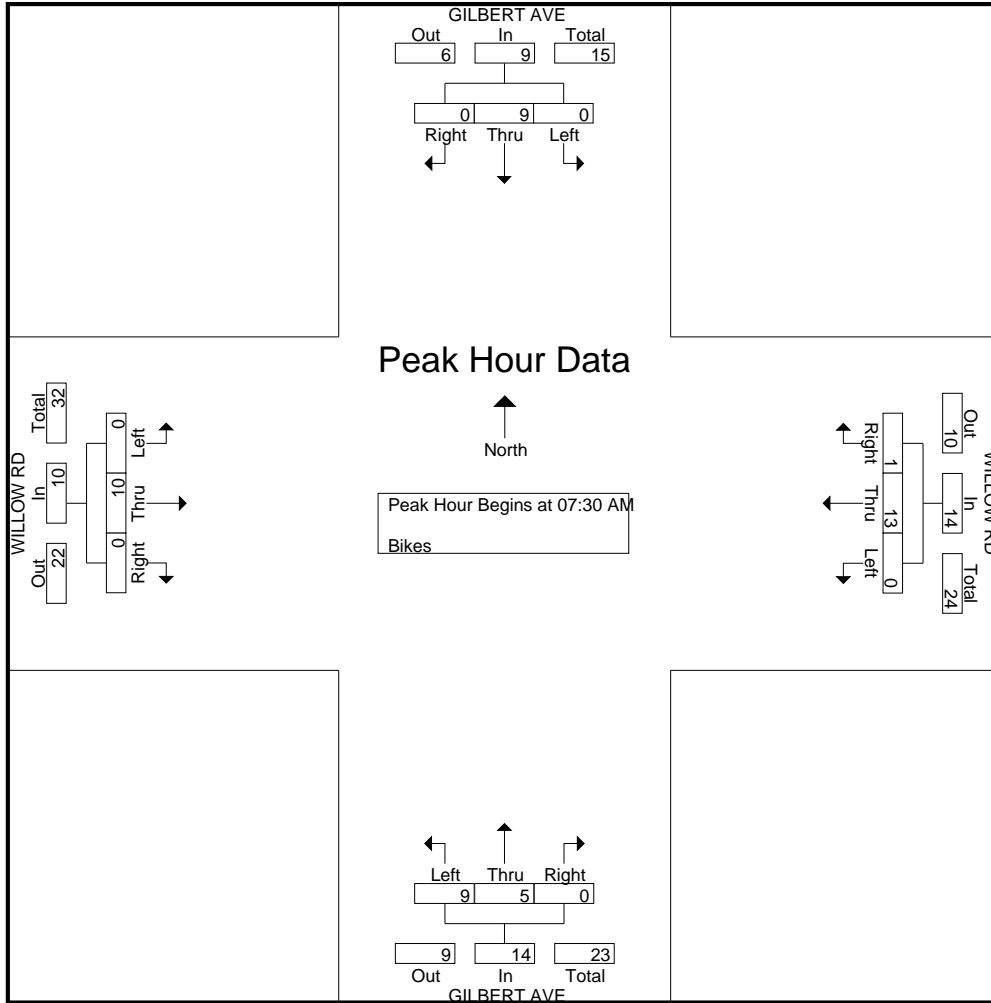 GILBERT AVE
Out In Total
6 9 15
0 9 0
Right Thru Left
Peak Hour Data
North
Peak Hour Begins at 07:30 AM
Bikes
WILLOW RD
Total In Out
32 10 22
0 10 0
Left Thru Right
WILLOW RD
Out In Total
10 14 24
1 13 0
Right Thru Left
Left Thru Right
9 5 0
9 14 23
Out In Total
GILBERT AVE